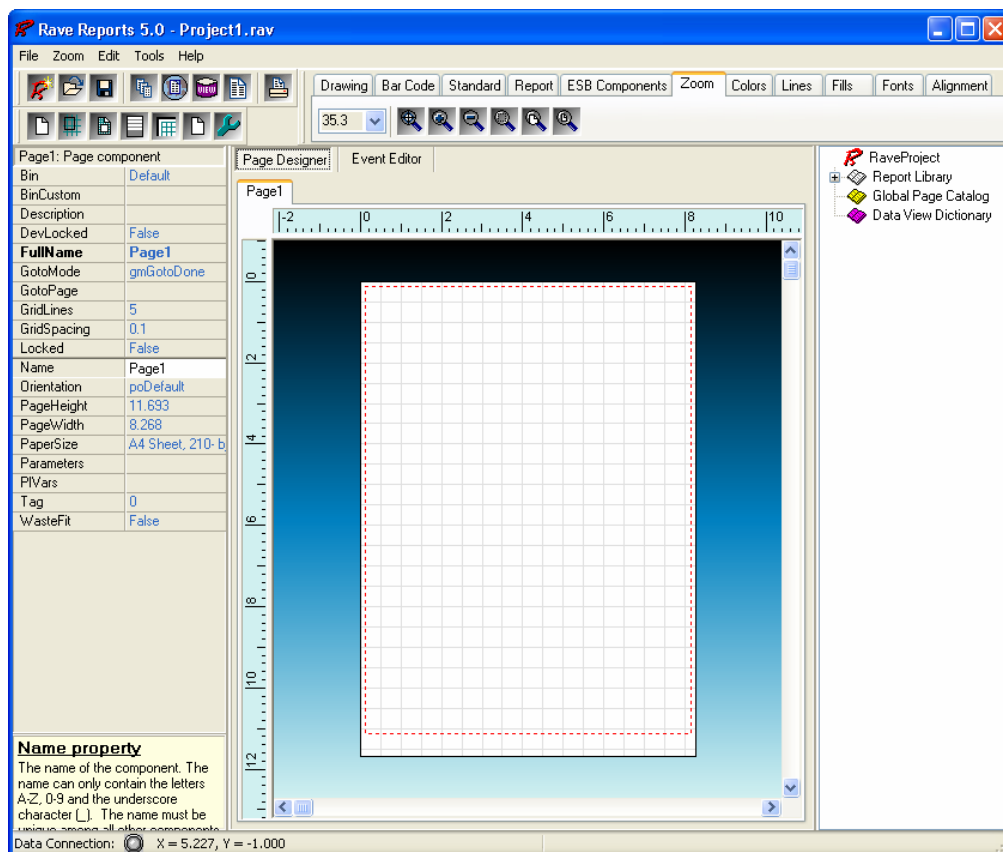 Rave Reports 5.0 - Project1.rav
File Zoom Edit Tools Help
Drawing Bar Code Standard Report ESB Components Zoom Colors Lines Fills Fonts Alignment
VIEW
35.3
Page1: Page component
Bin Default
BinCustom
Description
DevLocked False
FullName Page1
GotoMode gmGotoDone
GotoPage
GridLines 5
GridSpacing 0.1
Locked False
Name Page1
Orientation poDefault
PageHeight 11.693
PageWidth 8.268
PaperSize A4 Sheet, 210- b
Parameters
PIVars
Tag 0
WasteFit False
Name property
The name of the component. The
name can only contain the letters
A-Z, 0-9 and the underscore
character (_). The name must be
unique among all other components
Page Designer Event Editor
Page1
-2 0 2 4 6 8 10
0
2
4
6
8
10
12
RaveProject
Report Library
Global Page Catalog
Data View Dictionary
Data Connection: X = 5.227, Y = -1.000